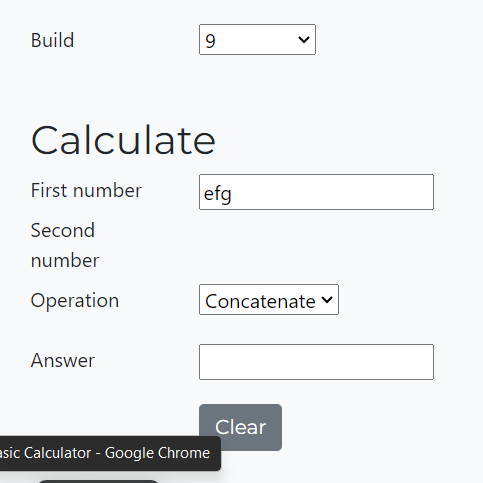 Build 9
Calculate
First number efg
Second
number
Operation Concatenate
Answer
Clear
asic Calculator - Google Chrome